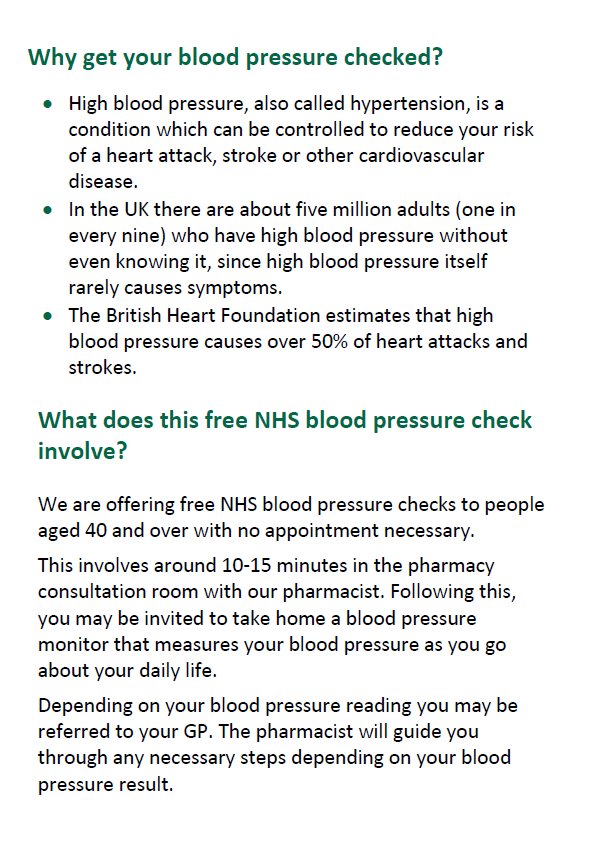 Why get your blood pressure checked?
• High blood pressure, also called hypertension, is a
condition which can be controlled to reduce your risk
of a heart attack, stroke or other cardiovascular
disease.
• In the UK there are about five million adults (one in
every nine) who have high blood pressure without
even knowing it, since high blood pressure itself
rarely causes symptoms.
• The British Heart Foundation estimates that high
blood pressure causes over 50% of heart attacks and
strokes.
What does this free NHS blood pressure check
involve?
We are offering free NHS blood pressure checks to people
aged 40 and over with no appointment necessary.
This involves around 10-15 minutes in the pharmacy
consultation room with our pharmacist. Following this,
you may be invited to take home a blood pressure
monitor that measures your blood pressure as you go
about your daily life.
Depending on your blood pressure reading you may be
referred to your GP. The pharmacist will guide you
through any necessary steps depending on your blood
pressure result.